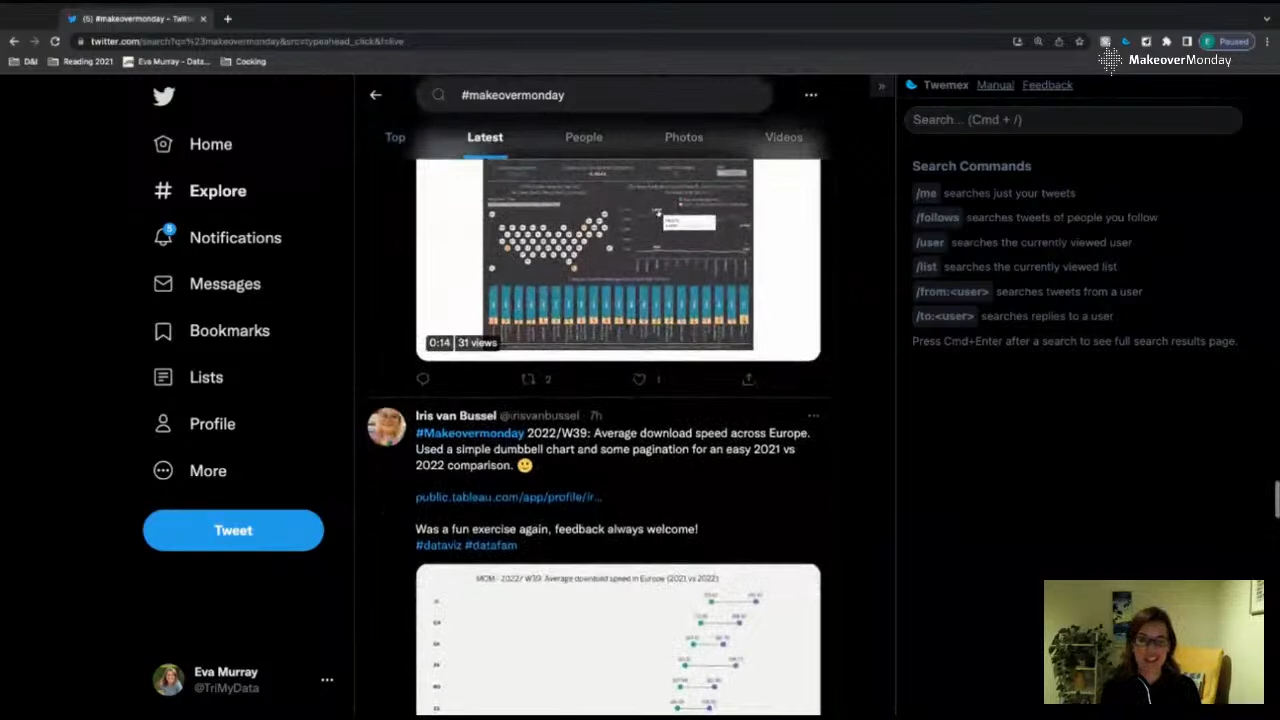 (5) #makeovermonday - Twitt
twitter.com/search?q=%23makeovermonday&src=typeahead_click&f=live
Paused
D&I
Reading 2021
Eva Murray - Data...
Cooking
MakeoverMonday
#makeovermonday
Top
Latest
People
Photos
Videos
Home
Explore
5
Notifications
Messages
Bookmarks
Lists
Profile
More
Tweet
Eva Murray
@TriMyData
0:14 31 views
2
1
Iris van Bussel @irisvanbussel · 7h
#Makeovermonday 2022/W39: Average download speed across Europe.
Used a simple dumbbell chart and some pagination for an easy 2021 vs
2022 comparison.
public.tableau.com/app/profile/ir...
Was a fun exercise again, feedback always welcome!
#dataviz #datafam
MOM - 2022/ W39: Average download speed in Europe (2021 vs 2022)
Twemex Manual Feedback
Search... (Cmd + /)
Search Commands
/me searches just your tweets
/follows searches tweets of people you follow
/user searches the currently viewed user
/list searches the currently viewed list
/from:<user> searches tweets from a user
/to:<user> searches replies to a user
Press Cmd+Enter after a search to see full search results page.